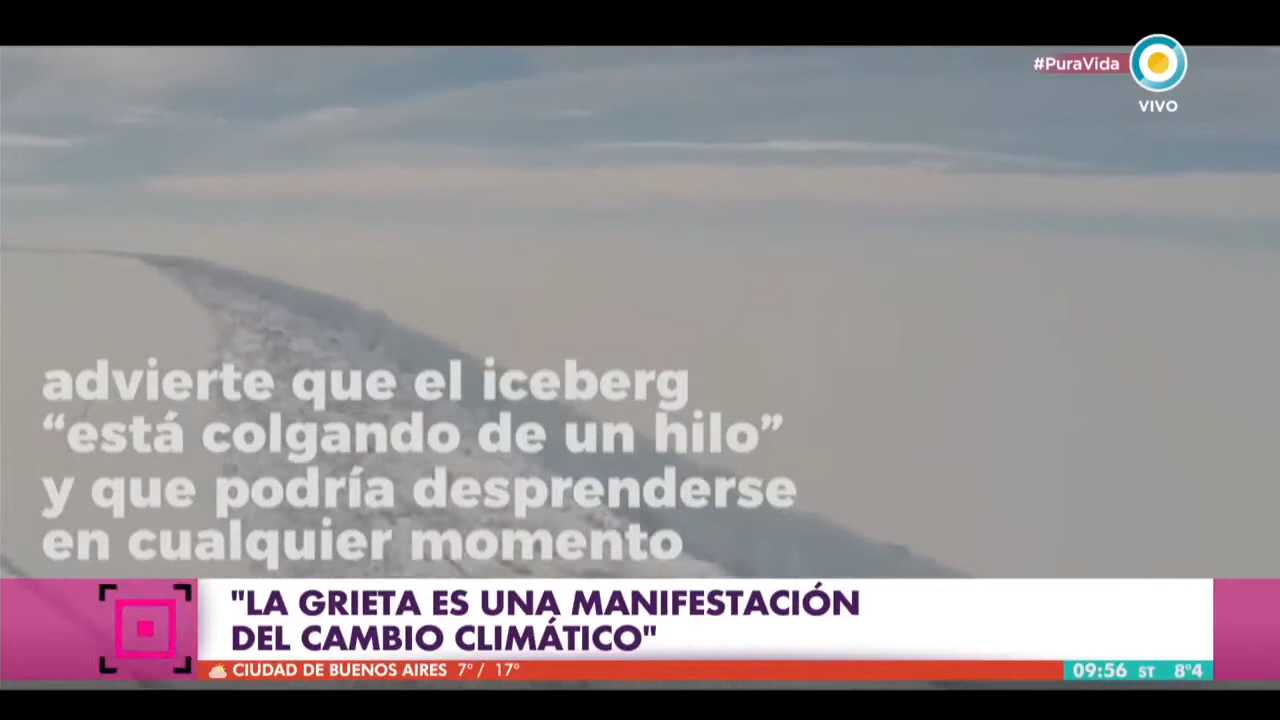 #PuraVida
VIVO
advierte que el iceberg
“está colgando de un hilo”
y que podría desprenderse
en cualquier momento
"LA GRIETA ES UNA MANIFESTACIÓN
DEL CAMBIO CLIMÁTICO"
CIUDAD DE BUENOS AIRES 7° / 17°
09:56 ST 8°4